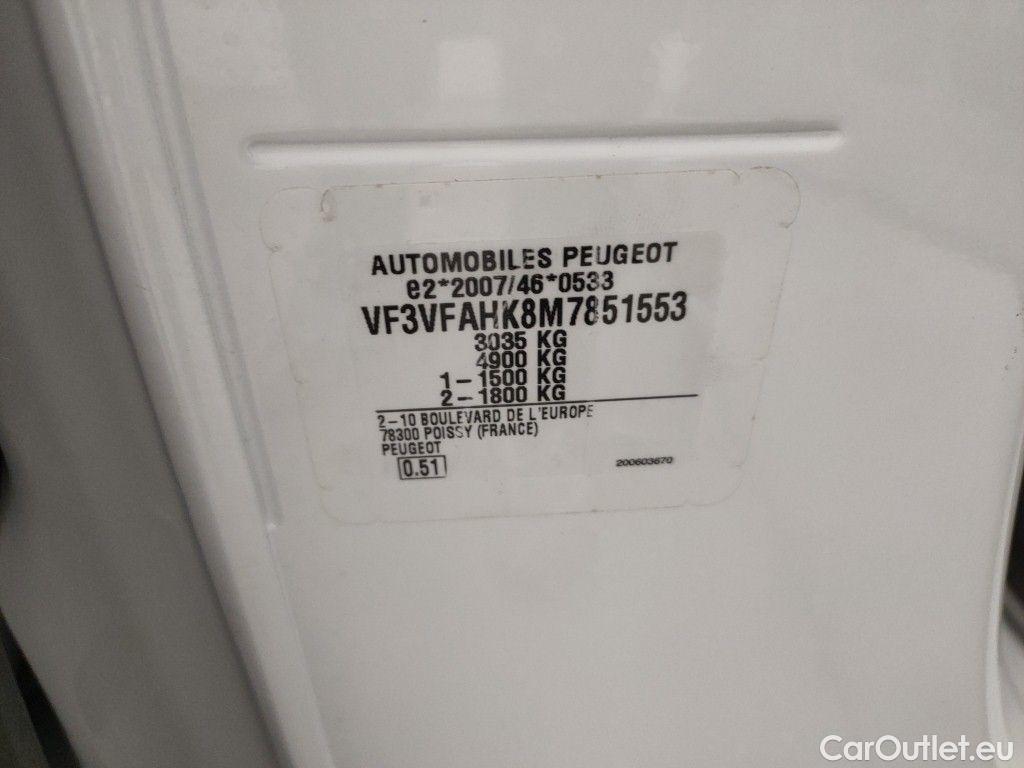 AUTOMOBILES PEUGEOT
e2*2007/46*0533
VF3VFAHK8M7851553
3035 KG
4900 KG
1-1500 KG
2-1800 KG
2-10 BOULEVARD DE L'EUROPE
78300 POISSY (FRANCE)
PEUGEOT
0.51
200603670
CarOutlet.eu